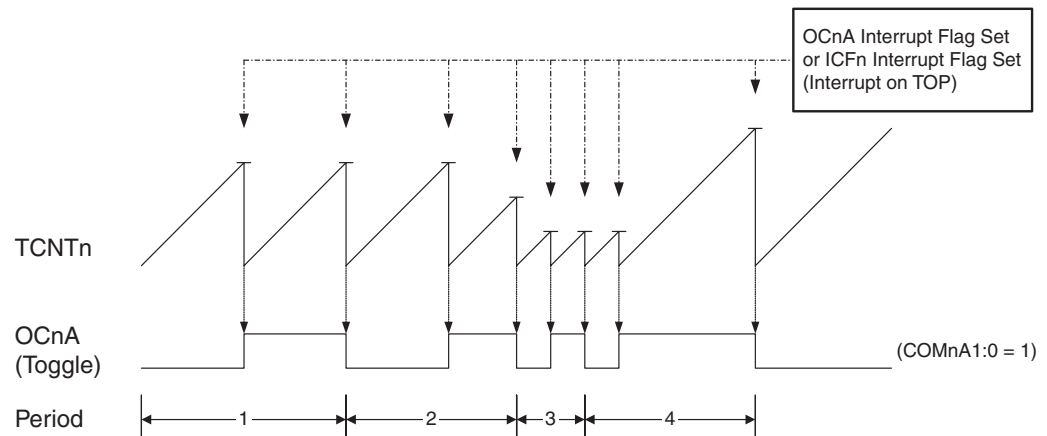 OCnA Interrupt Flag Set
or ICFn Interrupt Flag Set
(Interrupt on TOP)
TCNTn
OCnA
(Toggle)
(COMnA1:0 = 1)
Period
1
2
3
4